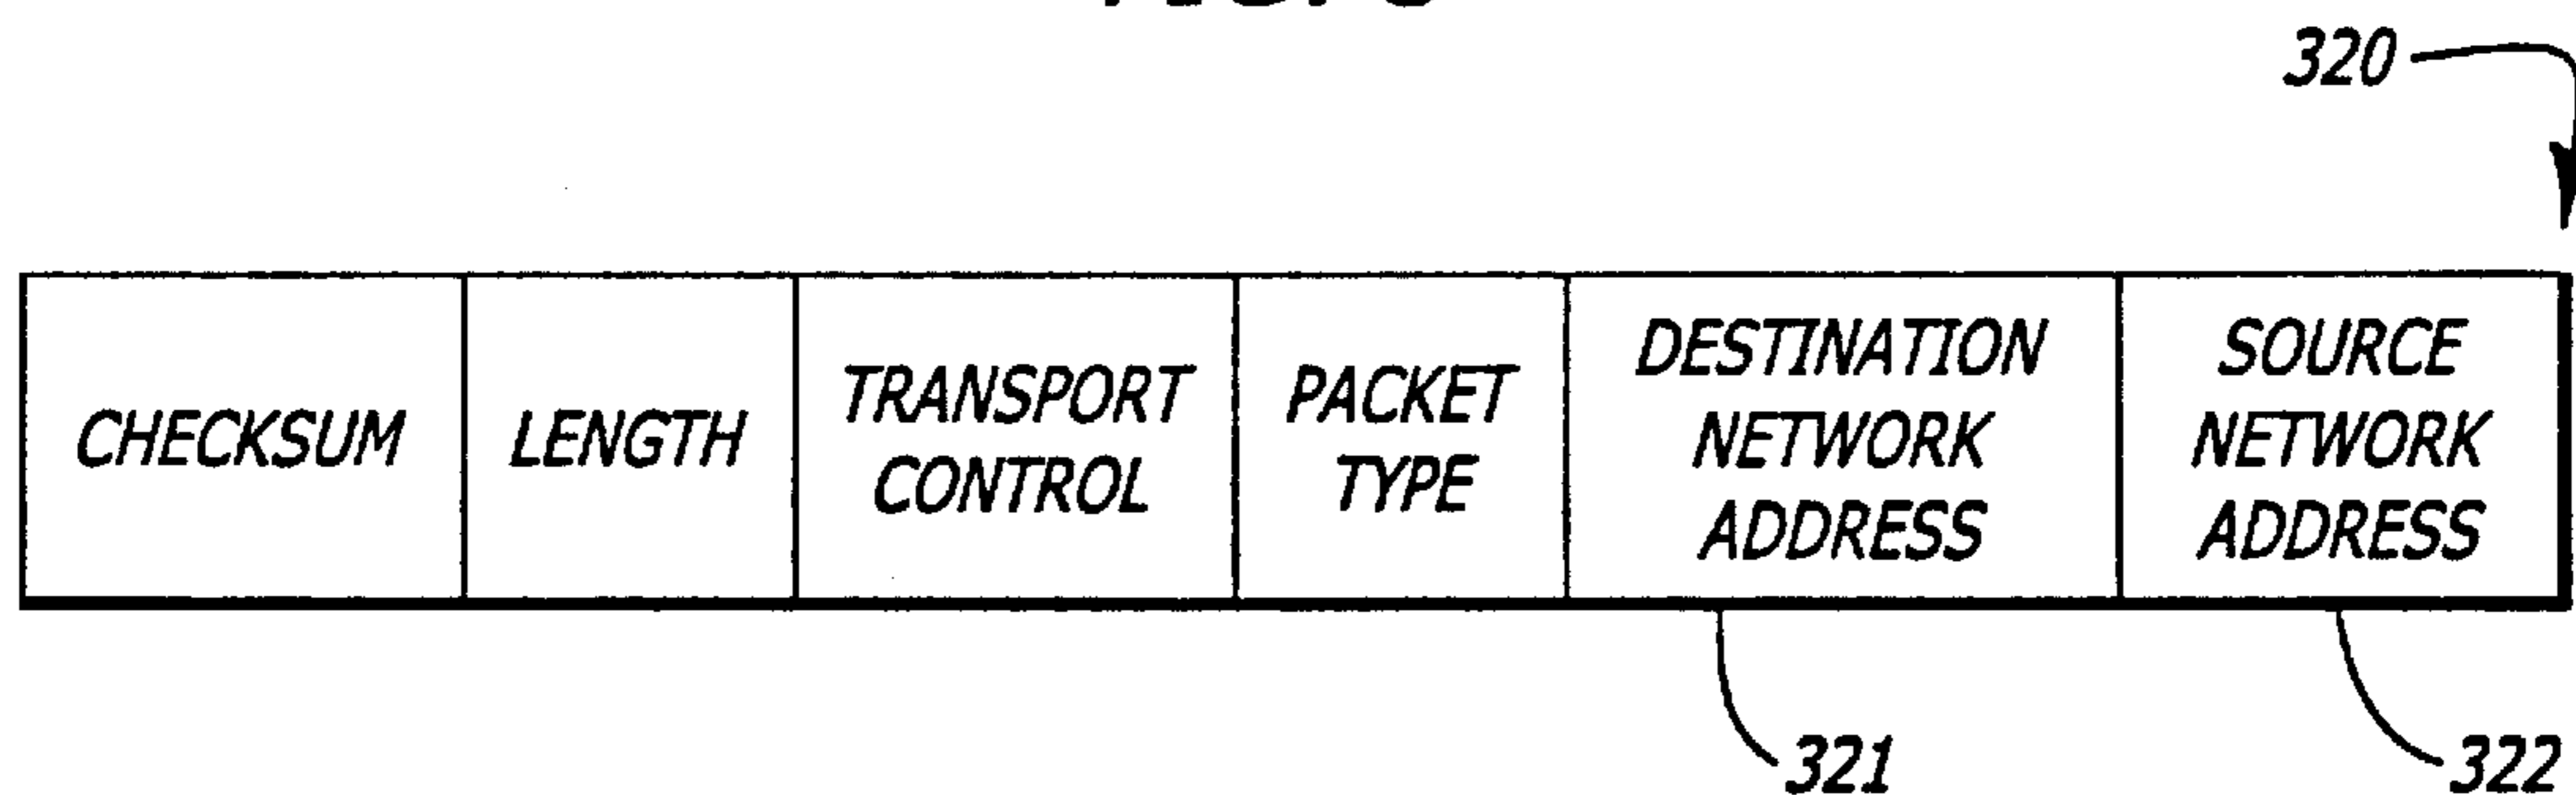 320
CHECKSUM
LENGTH
TRANSPORT
CONTROL
PACKET
TYPE
DESTINATION
NETWORK
ADDRESS
SOURCE
NETWORK
ADDRESS
321
322